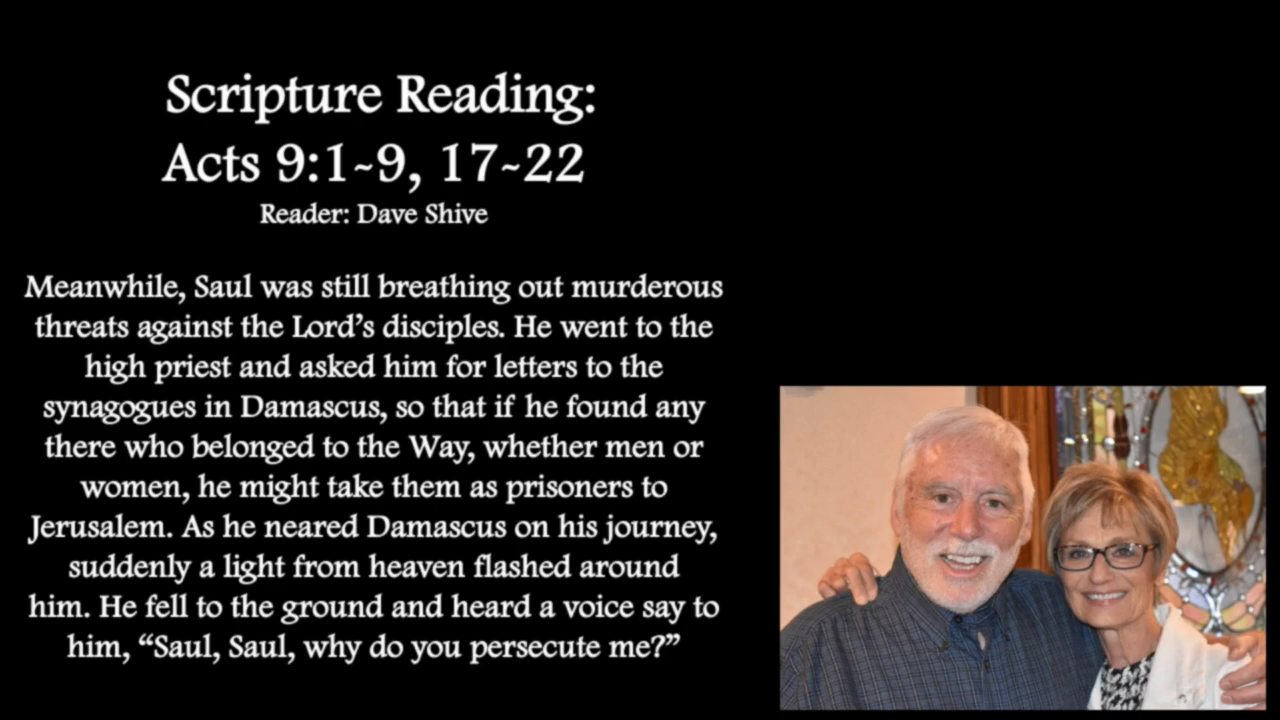 Scripture Reading:
Acts 9:1~9, 17~22
Reader: Dave Shive
Meanwhile, Saul was still breathing out murderous
threats against the Lord’s disciples. He went to the
high priest and asked him for letters to the
synagogues in Damascus, so that if he found any
there who belonged to the Way, whether men or
women, he might take them as prisoners to
Jerusalem. As he neared Damascus on his journey,
suddenly a light from heaven flashed around
him. He fell to the ground and heard a voice say to
him, “Saul, Saul, why do you persecute me?”